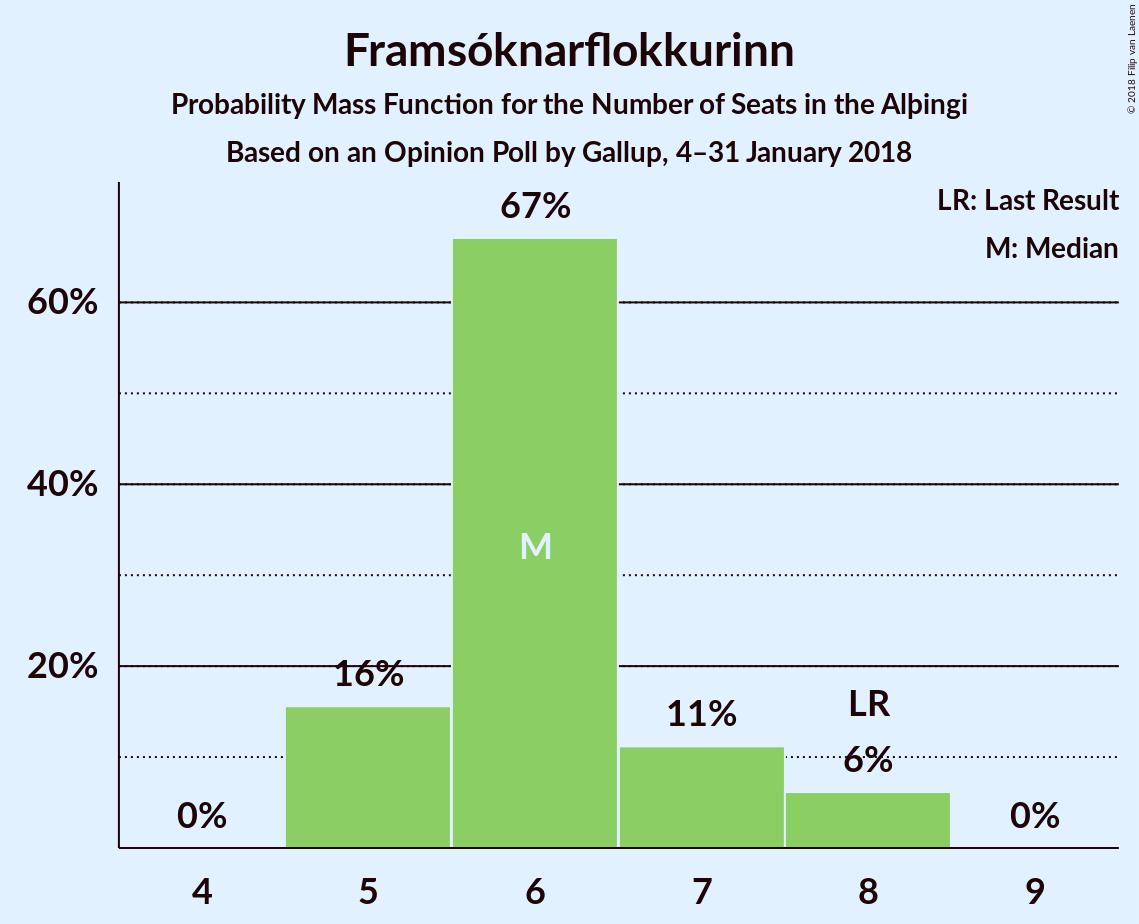 Framsóknarflokkurinn
Probability Mass Function for the Number of Seats in the Alþingi
Based on an Opinion Poll by Gallup, 4–31 January 2018
© 2018 Filip van Laenen
LR: Last Result
M: Median
67%
60%
40%
M
20%
16%
LR
11%
6%
0%
0%
4 5 6 7 8 9